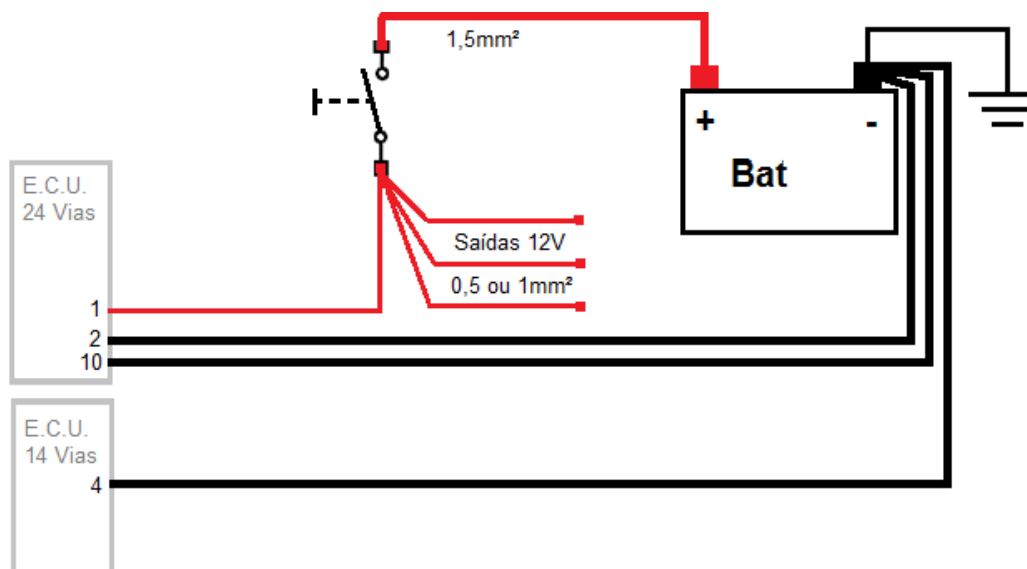 1,5mm²
+
-
Bat
E.C.U.
24 Vias
Saídas 12V
0,5 ou 1mm²
1
2
10
E.C.U.
14 Vias
4